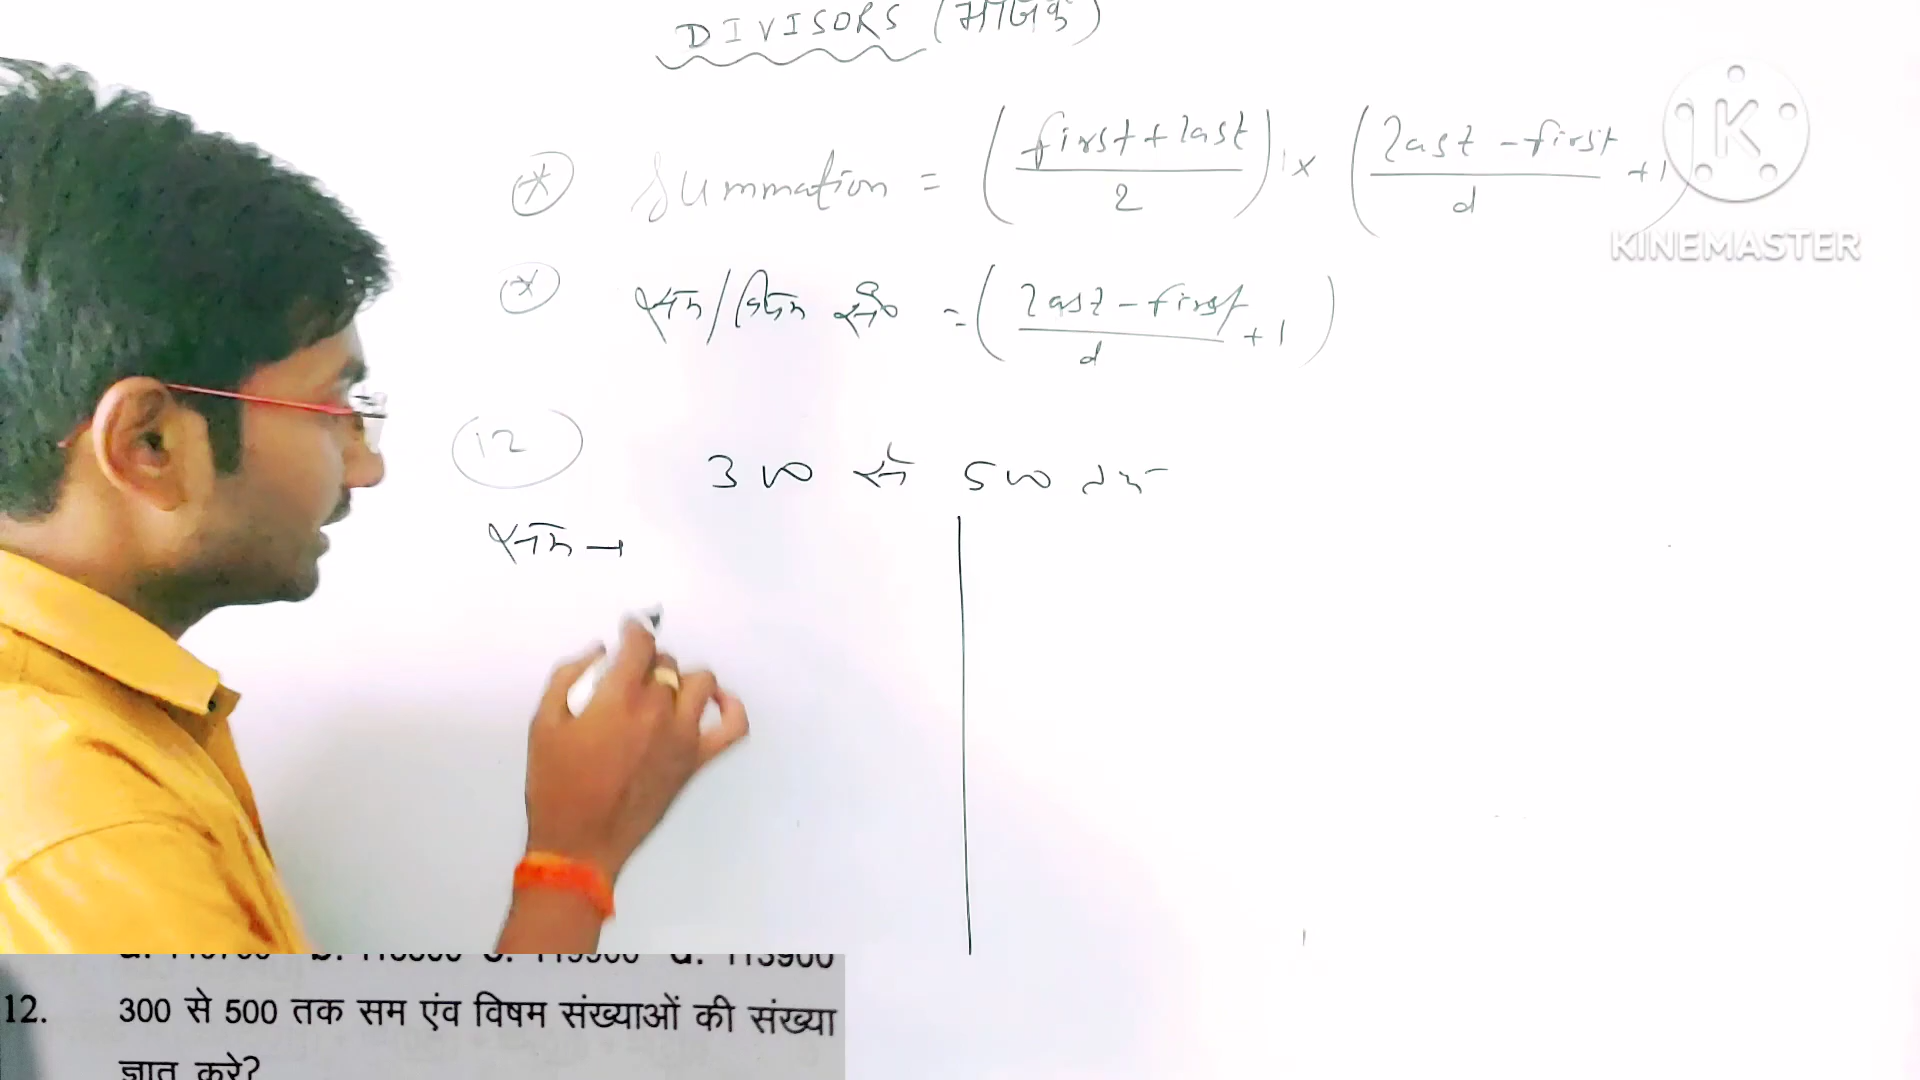 DIVISORS (भाजक)
* Summation = (first + last / 2) × (last - first / d + 1)
KINEMASTER
* सम/विषम सं० = (last - first / d + 1)
12
300 से 500 तक
सम →
12. 300 से 500 तक सम एंव विषम संख्याओं की संख्या
ज्ञात करे?